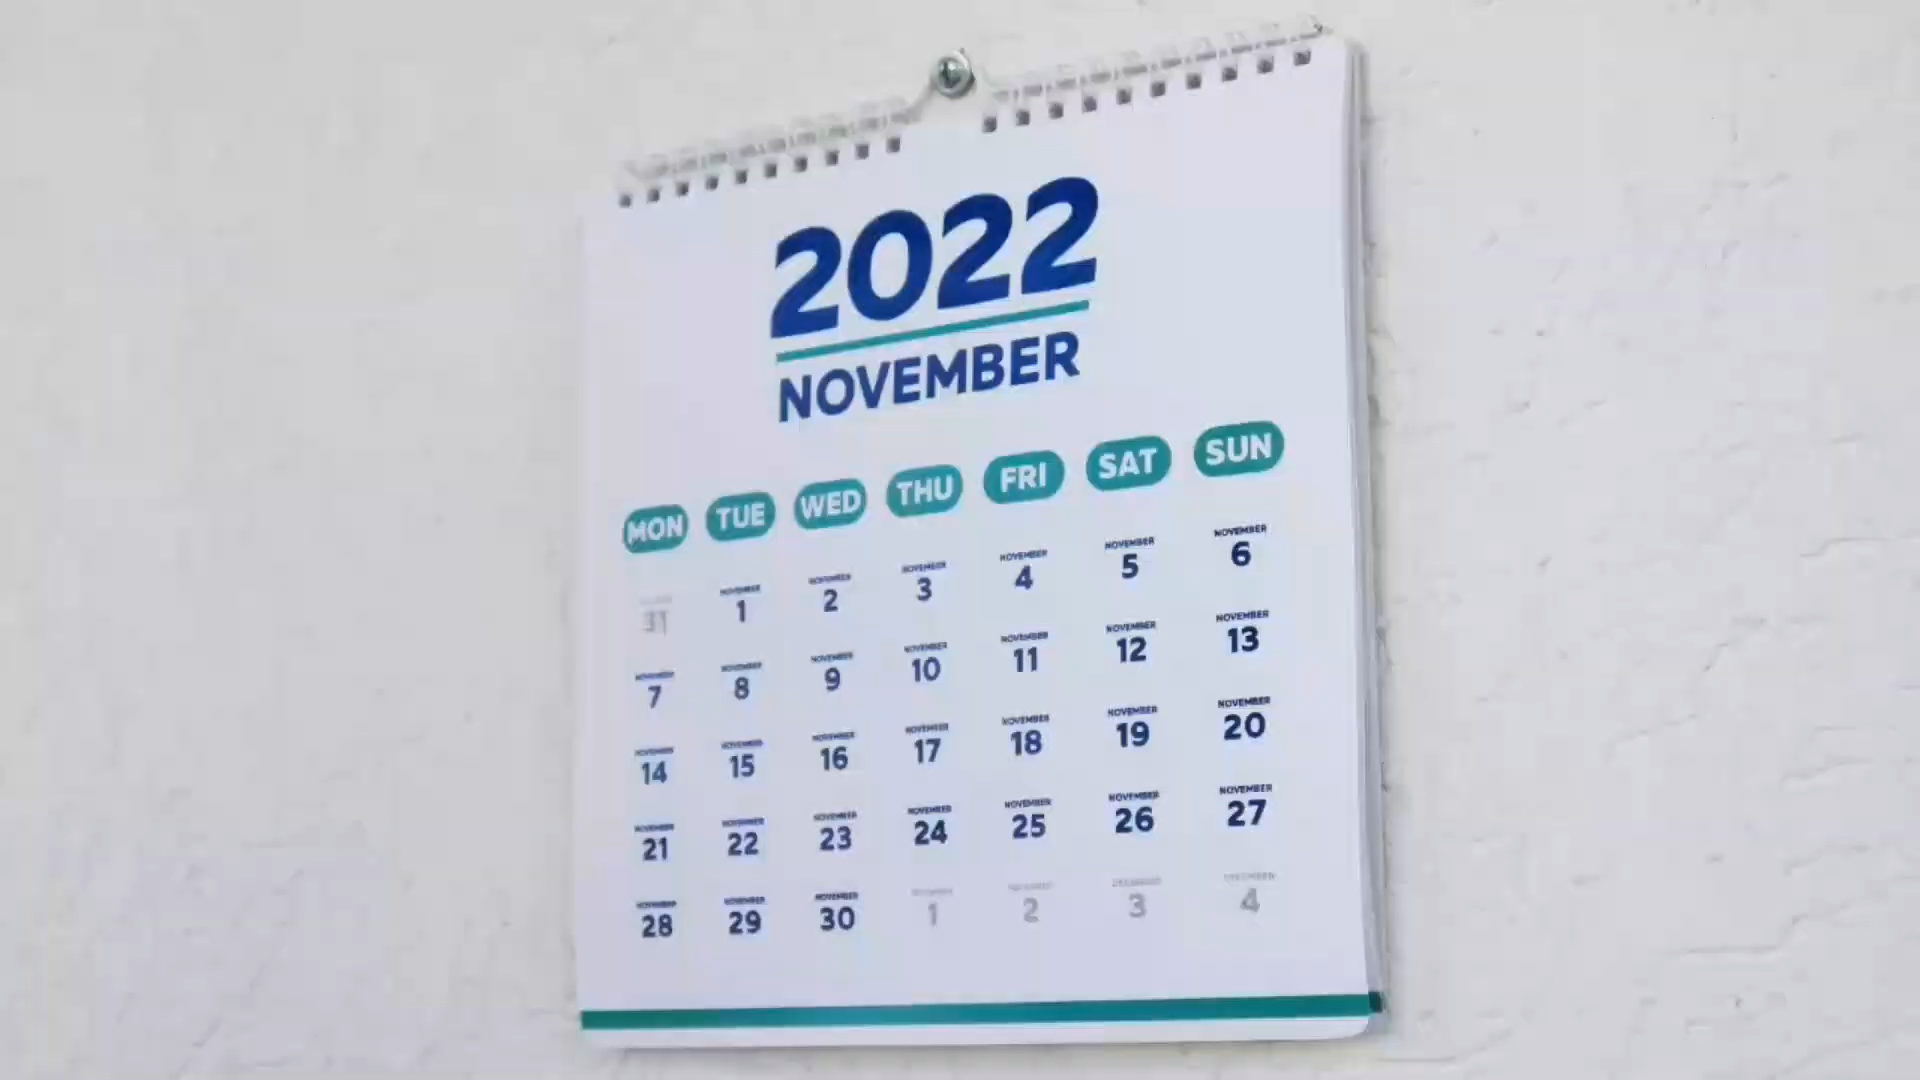 2022
NOVEMBER
MON TUE WED THU FRI SAT SUN
NOVEMBER NOVEMBER NOVEMBER NOVEMBER NOVEMBER NOVEMBER
31 1 2 3 4 5 6
NOVEMBER NOVEMBER NOVEMBER NOVEMBER NOVEMBER NOVEMBER NOVEMBER
7 8 9 10 11 12 13
NOVEMBER NOVEMBER NOVEMBER NOVEMBER NOVEMBER NOVEMBER NOVEMBER
14 15 16 17 18 19 20
NOVEMBER NOVEMBER NOVEMBER NOVEMBER NOVEMBER NOVEMBER NOVEMBER
21 22 23 24 25 26 27
NOVEMBER NOVEMBER NOVEMBER DECEMBER DECEMBER
28 29 30 1 2 3 4